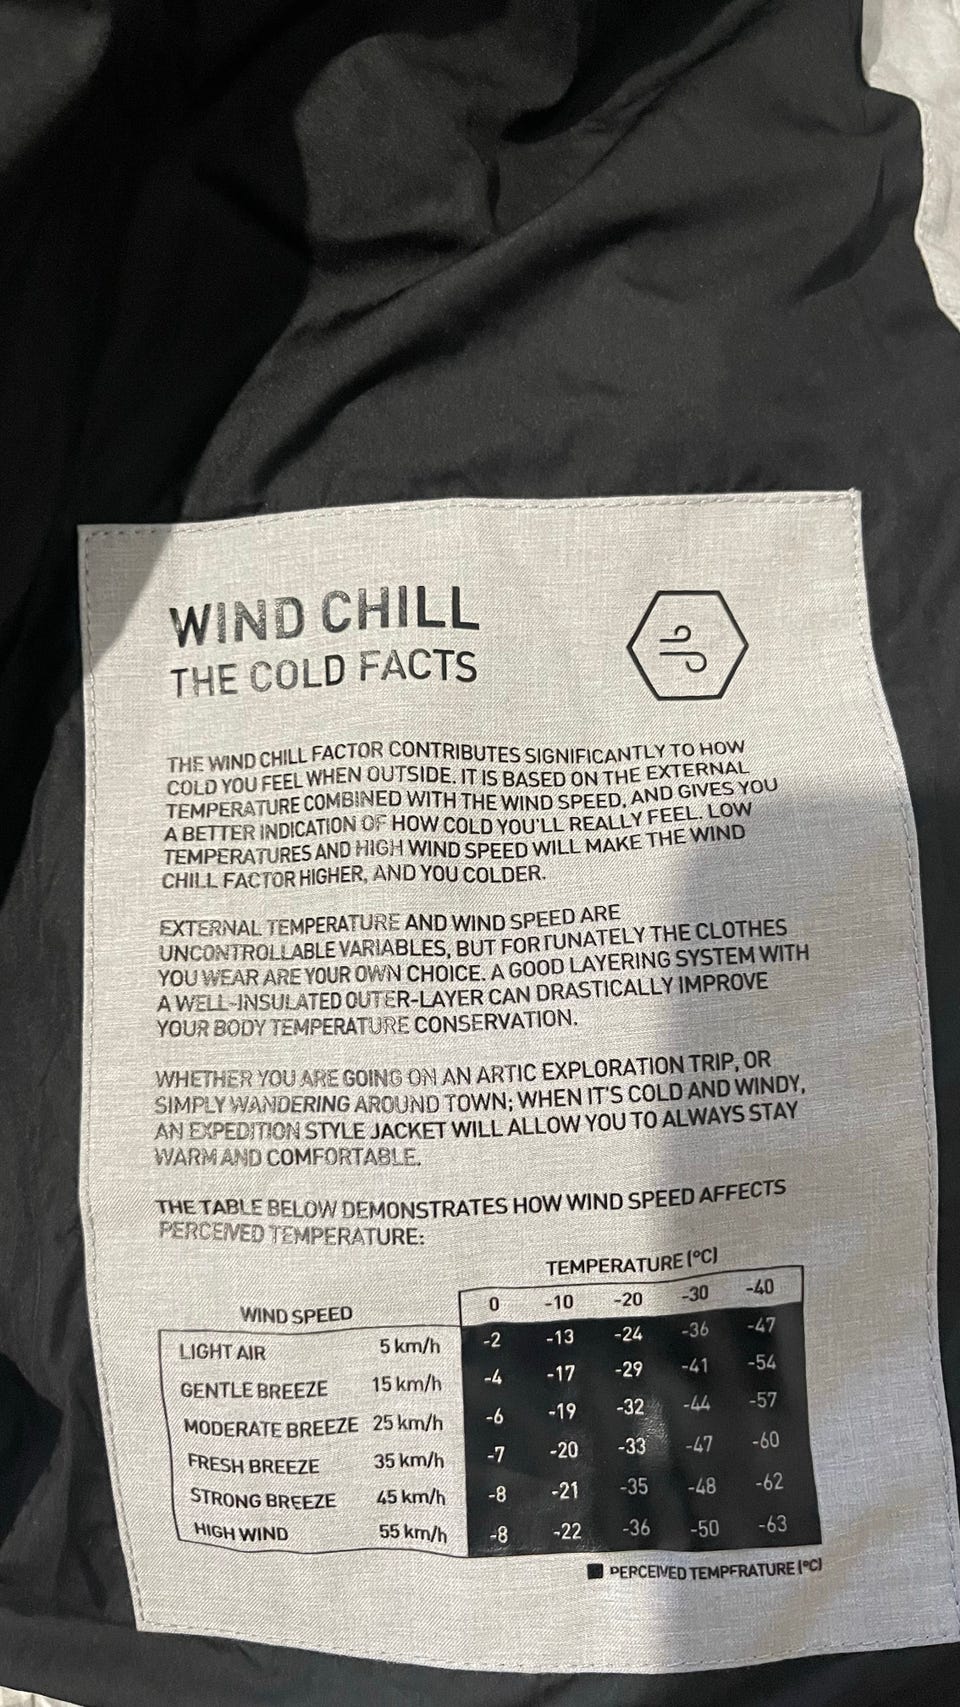 WIND CHILL
THE COLD FACTS
THE WIND CHILL FACTOR CONTRIBUTES SIGNIFICANTLY TO HOW
COLD YOU FEEL WHEN OUTSIDE. IT IS BASED ON THE EXTERNAL
TEMPERATURE COMBINED WITH THE WIND SPEED, AND GIVES YOU
A BETTER INDICATION OF HOW COLD YOU'LL REALLY FEEL. LOW
TEMPERATURES AND HIGH WIND SPEED WILL MAKE THE WIND
CHILL FACTOR HIGHER, AND YOU COLDER.
EXTERNAL TEMPERATURE AND WIND SPEED ARE
UNCONTROLLABLE VARIABLES, BUT FORTUNATELY THE CLOTHES
YOU WEAR ARE YOUR OWN CHOICE. A GOOD LAYERING SYSTEM WITH
A WELL-INSULATED OUTER-LAYER CAN DRASTICALLY IMPROVE
YOUR BODY TEMPERATURE CONSERVATION.
WHETHER YOU ARE GOING ON AN ARTIC EXPLORATION TRIP, OR
SIMPLY WANDERING AROUND TOWN; WHEN IT'S COLD AND WINDY,
AN EXPEDITION STYLE JACKET WILL ALLOW YOU TO ALWAYS STAY
WARM AND COMFORTABLE.
THE TABLE BELOW DEMONSTRATES HOW WIND SPEED AFFECTS
PERCEIVED TEMPERATURE:
TEMPERATURE (°C)
WIND SPEED 0 -10 -20 -30 -40
LIGHT AIR 5 km/h -2 -13 -24 -36 -47
GENTLE BREEZE 15 km/h -4 -17 -29 -41 -54
MODERATE BREEZE 25 km/h -6 -19 -32 -44 -57
FRESH BREEZE 35 km/h -7 -20 -33 -47 -60
STRONG BREEZE 45 km/h -8 -21 -35 -48 -62
HIGH WIND 55 km/h -8 -22 -36 -50 -63
PERCEIVED TEMPERATURE (°C)